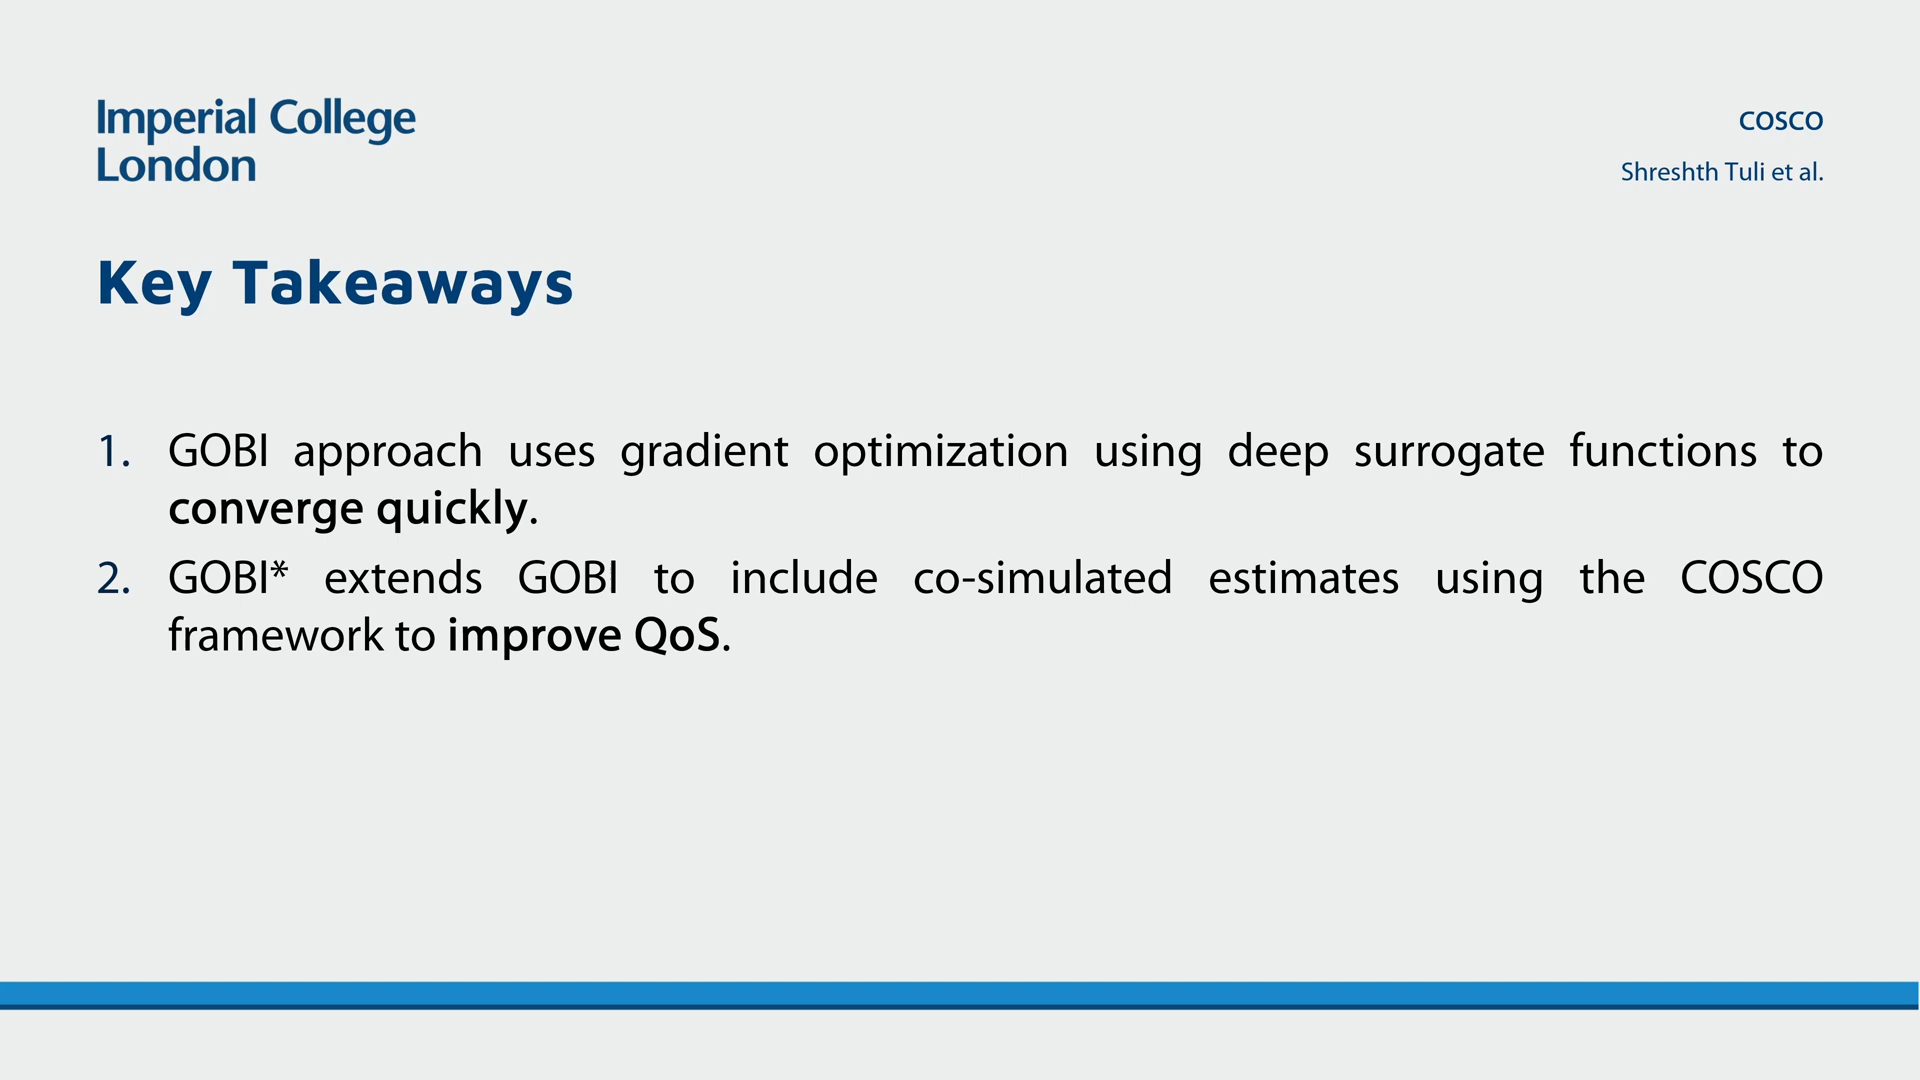 Imperial College
London
COSCO
Shreshth Tuli et al.
Key Takeaways
1. GOBI approach uses gradient optimization using deep surrogate functions to
converge quickly.
2. GOBI* extends GOBI to include co-simulated estimates using the COSCO
framework to improve QoS.